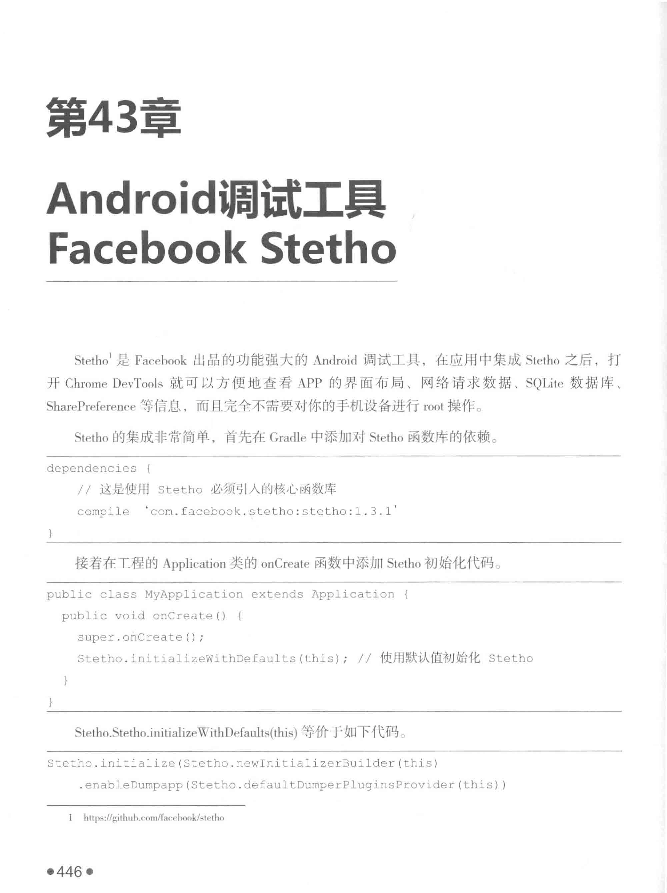 第43章
Android调试工具
Facebook Stetho
Stetho1 是 Facebook 出品的功能强大的 Android 调试工具，在应用中集成 Stetho 之后，打
开 Chrome DevTools 就可以方便地查看 APP 的界面布局、网络请求数据、SQLite 数据库、
SharePreference 等信息，而且完全不需要对你的手机设备进行 root 操作。
Stetho 的集成非常简单，首先在 Gradle 中添加对 Stetho 函数库的依赖。
dependencies {
// 这是使用 Stetho 必须引入的核心函数库
compile 'com.facebook.stetho:stetho:1.3.1'
}
接着在工程的 Application 类的 onCreate 函数中添加 Stetho 初始化代码。
public class MyApplication extends Application {
public void onCreate() {
super.onCreate();
Stetho.initializeWithDefaults(this); // 使用默认值初始化 Stetho
}
}
Stetho.Stetho.initializeWithDefaults(this) 等价于如下代码。
Stetho.initialize(Stetho.newInitializerBuilder(this)
.enableDumpapp(Stetho.defaultDumperPluginsProvider(this))
1 https://github.com/facebook/stetho
●446●